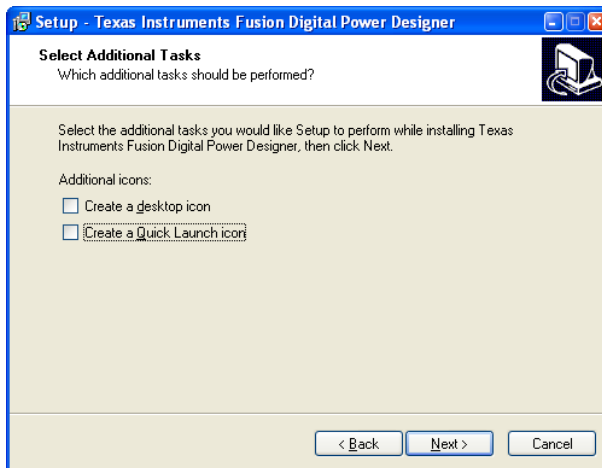 Setup - Texas Instruments Fusion Digital Power Designer
Select Additional Tasks
Which additional tasks should be performed?
Select the additional tasks you would like Setup to perform while installing Texas
Instruments Fusion Digital Power Designer, then click Next.
Additional icons:
Create a desktop icon
Create a Quick Launch icon
< Back Next > Cancel